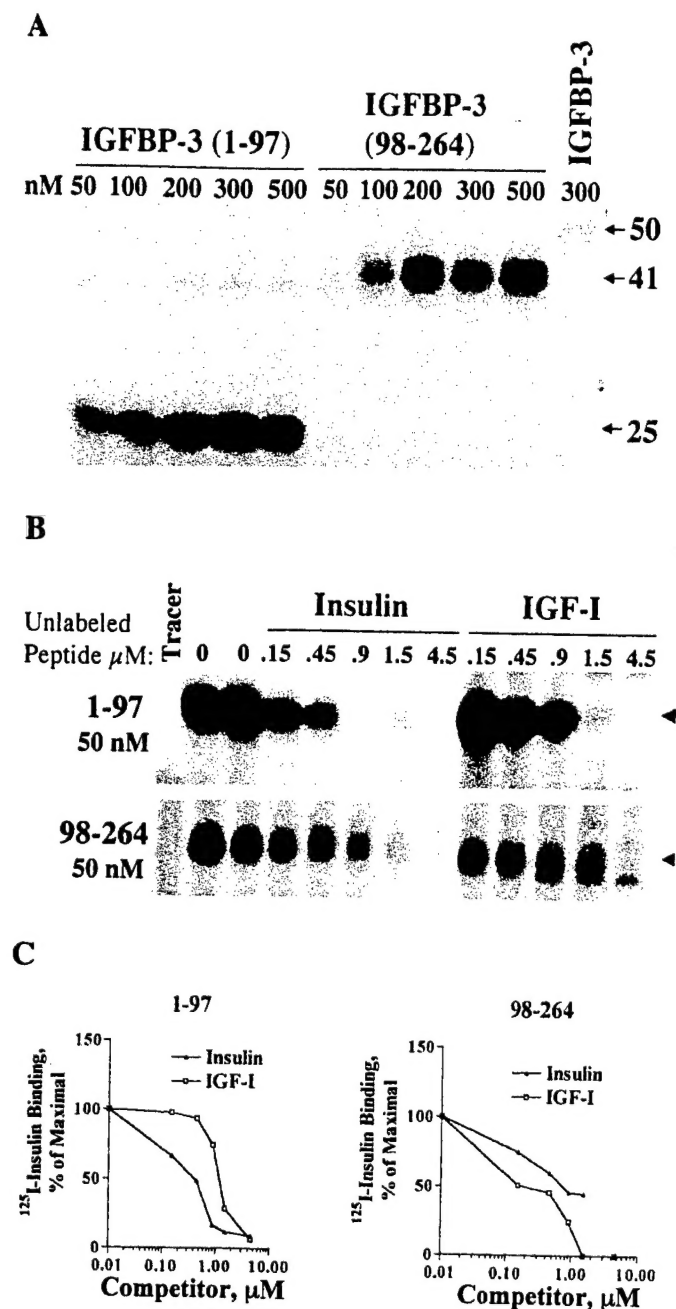 A
IGFBP-3 (1-97)
IGFBP-3
(98-264)
IGFBP-3
nM 50 100 200 300 500 50 100 200 300 500 300
←50
←41
←25
B
Insulin IGF-I
Unlabeled
Peptide µM: Tracer 0 0 .15 .45 .9 1.5 4.5 .15 .45 .9 1.5 4.5
1-97
50 nM
98-264
50 nM
C
1-97
150
100
50
0
0.01 0.10 1.00 10.00
Insulin
IGF-I
125I-Insulin Binding,
% of Maximal
Competitor, µM
98-264
150
100
50
0
0.01 0.10 1.00 10.00
Insulin
IGF-I
125I-Insulin Binding,
% of Maximal
Competitor, µM